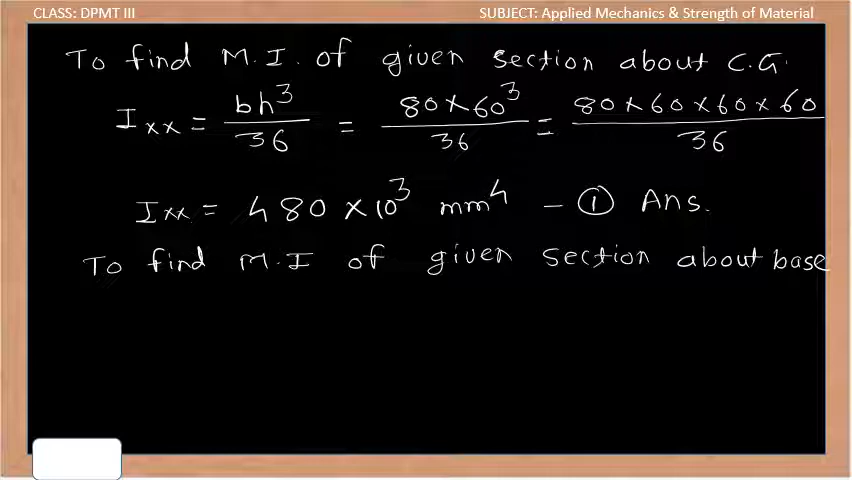 CLASS: DPMT III SUBJECT: Applied Mechanics & Strength of Material
To find M.I. of given section about C.G.
Ixx = bh³/36 = 80×60³/36 = 80×60×60×60/36
Ixx = 480×10³ mm⁴ – ① Ans.
To find M.I of given section about base